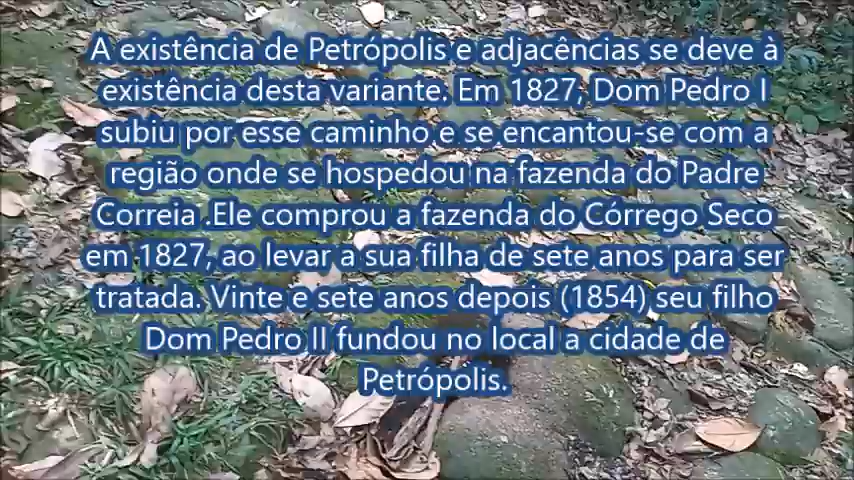 A existência de Petrópolis e adjacências se deve à
existência desta variante. Em 1827, Dom Pedro I
subiu por esse caminho e se encantou-se com a
região onde se hospedou na fazenda do Padre
Correia .Ele comprou a fazenda do Córrego Seco
em 1827, ao levar a sua filha de sete anos para ser
tratada. Vinte e sete anos depois (1854) seu filho
Dom Pedro II fundou no local a cidade de
Petrópolis.